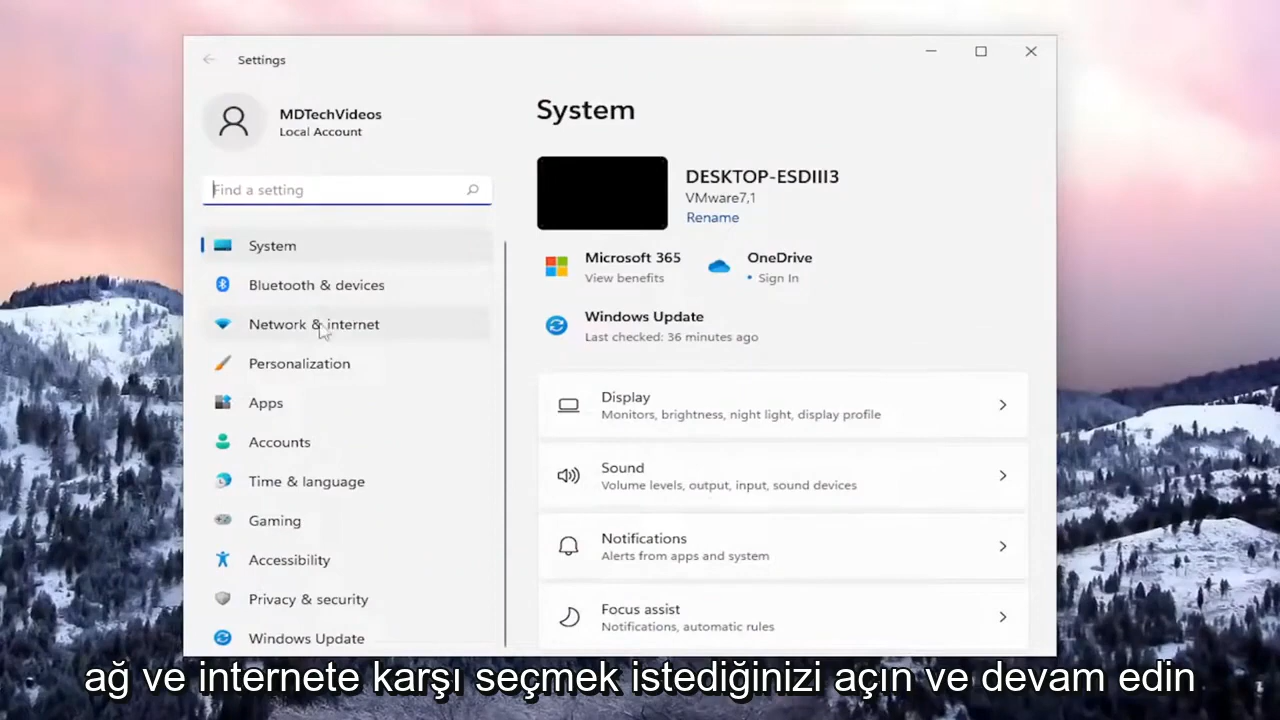 Settings
MDTechVideos
Local Account
Find a setting
System
Bluetooth & devices
Network & internet
Personalization
Apps
Accounts
Time & language
Gaming
Accessibility
Privacy & security
Windows Update
System
DESKTOP-ESDIII3
VMware7,1
Rename
Microsoft 365
View benefits
OneDrive
• Sign In
Windows Update
Last checked: 36 minutes ago
Display
Monitors, brightness, night light, display profile
Sound
Volume levels, output, input, sound devices
Notifications
Alerts from apps and system
Focus assist
Notifications, automatic rules
ağ ve internete karşı seçmek istediğinizi açın ve devam edin